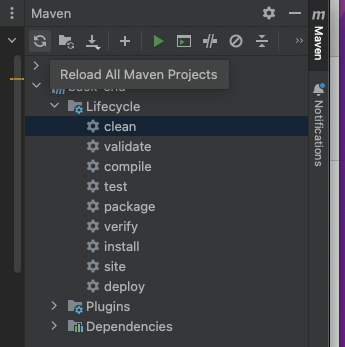 Maven
Reload All Maven Projects
back-end
Lifecycle
clean
validate
compile
test
package
verify
install
site
deploy
Plugins
Dependencies
Maven
Notifications